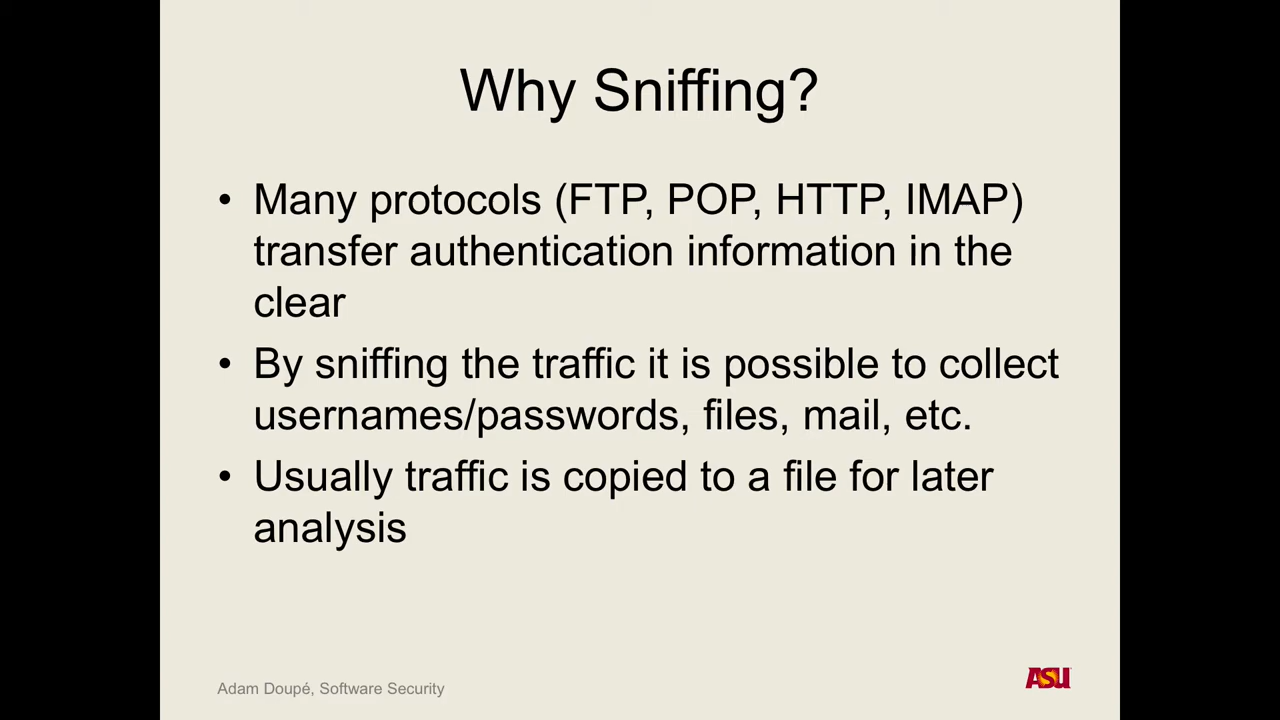 Why Sniffing?
• Many protocols (FTP, POP, HTTP, IMAP)
transfer authentication information in the
clear
• By sniffing the traffic it is possible to collect
usernames/passwords, files, mail, etc.
• Usually traffic is copied to a file for later
analysis
Adam Doupé, Software Security
ASU